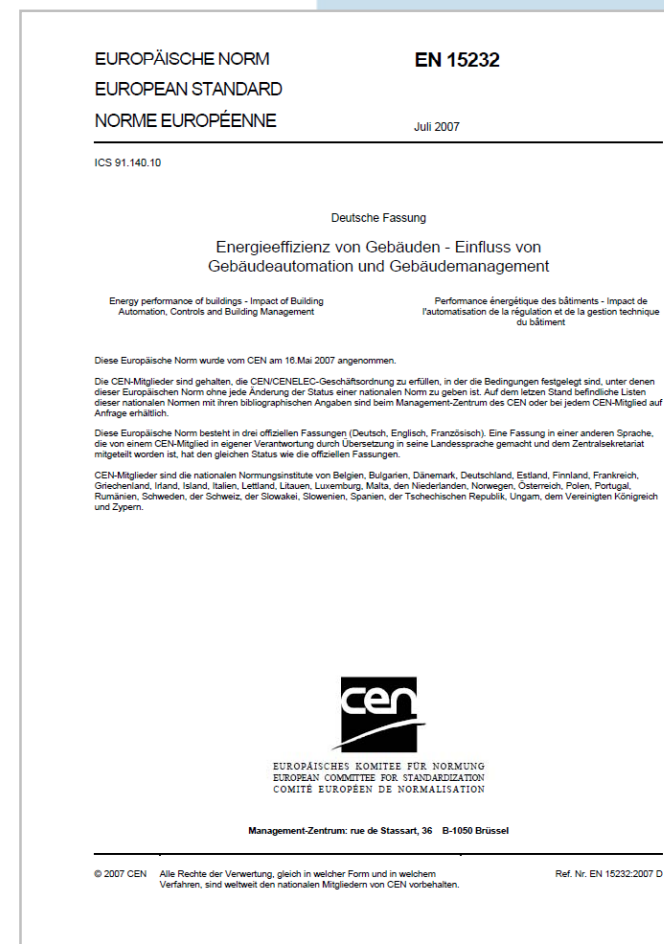 EUROPÄISCHE NORM
EUROPEAN STANDARD
NORME EUROPÉENNE
EN 15232
Juli 2007
ICS 91.140.10
Deutsche Fassung
Energieeffizienz von Gebäuden - Einfluss von
Gebäudeautomation und Gebäudemanagement
Energy performance of buildings - Impact of Building
Automation, Controls and Building Management
Performance énergétique des bâtiments - Impact de
l'automatisation de la régulation et de la gestion technique
du bâtiment
Diese Europäische Norm wurde vom CEN am 16.Mai 2007 angenommen.
Die CEN-Mitglieder sind gehalten, die CEN/CENELEC-Geschäftsordnung zu erfüllen, in der die Bedingungen festgelegt sind, unter denen
dieser Europäischen Norm ohne jede Änderung der Status einer nationalen Norm zu geben ist. Auf dem letzen Stand befindliche Listen
dieser nationalen Normen mit ihren bibliographischen Angaben sind beim Management-Zentrum des CEN oder bei jedem CEN-Mitglied auf
Anfrage erhältlich.
Diese Europäische Norm besteht in drei offiziellen Fassungen (Deutsch, Englisch, Französisch). Eine Fassung in einer anderen Sprache,
die von einem CEN-Mitglied in eigener Verantwortung durch Übersetzung in seine Landessprache gemacht und dem Zentralsekretariat
mitgeteilt worden ist, hat den gleichen Status wie die offiziellen Fassungen.
CEN-Mitglieder sind die nationalen Normungsinstitute von Belgien, Bulgarien, Dänemark, Deutschland, Estland, Finnland, Frankreich,
Griechenland, Irland, Island, Italien, Lettland, Litauen, Luxemburg, Malta, den Niederlanden, Norwegen, Österreich, Polen, Portugal,
Rumänien, Schweden, der Schweiz, der Slowakei, Slowenien, Spanien, der Tschechischen Republik, Ungarn, dem Vereinigten Königreich
und Zypern.
cen
EUROPÄISCHES KOMITEE FÜR NORMUNG
EUROPEAN COMMITTEE FOR STANDARDIZATION
COMITÉ EUROPÉEN DE NORMALISATION
Management-Zentrum: rue de Stassart, 36 B-1050 Brüssel
© 2007 CEN Alle Rechte der Verwertung, gleich in welcher Form und in welchem
Verfahren, sind weltweit den nationalen Mitgliedern von CEN vorbehalten.
Ref. Nr. EN 15232:2007 D